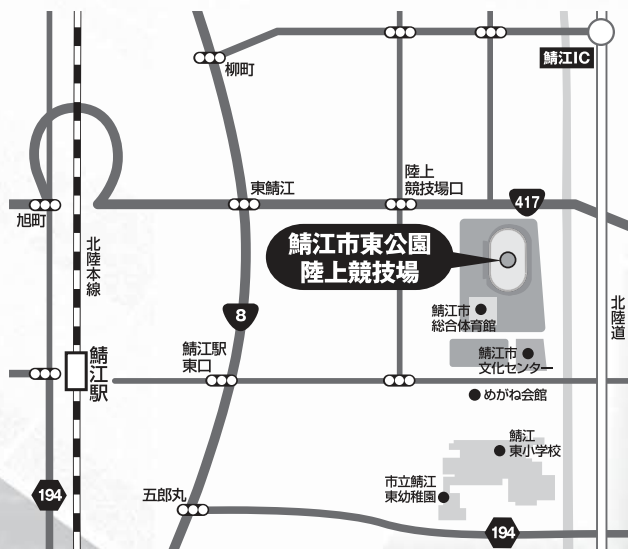 鯖江IC
柳町
陸上
競技場口
東鯖江
417
旭町
鯖江市東公園
陸上競技場
北陸本線
北陸道
鯖江市
総合体育館
8
鯖江駅
東口
鯖江駅
鯖江市
文化センター
めがね会館
鯖江
東小学校
市立鯖江
東幼稚園
五郎丸
194
194